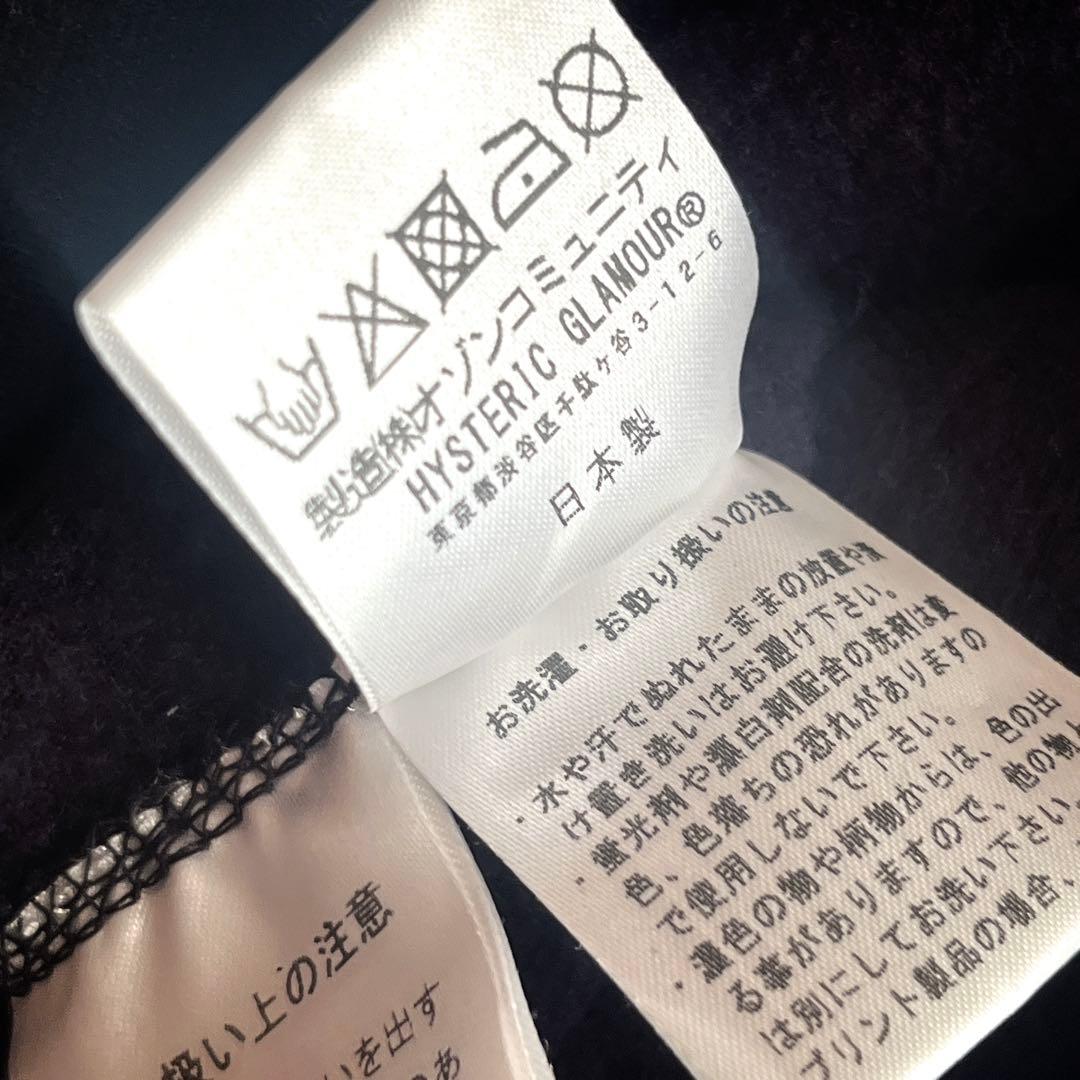 製造㈱オゾンコミュニティ
HYSTERIC GLAMOUR®
東京都渋谷区千駄ヶ谷3-12-6
日本製
お洗濯・お取り扱いの注意
・水や汗でぬれたままの放置や漬
け置き洗いはお避け下さい。
・蛍光剤や漂白剤配合の洗剤は変
色、色落ちの恐れがありますの
で使用しないで下さい。
・濃色の物や柄物からは、色の出
る事がありますので、他の物と
は別にしてお洗い下さい。
プリント製品の場合、
扱い上の注意
いを出す
のあ